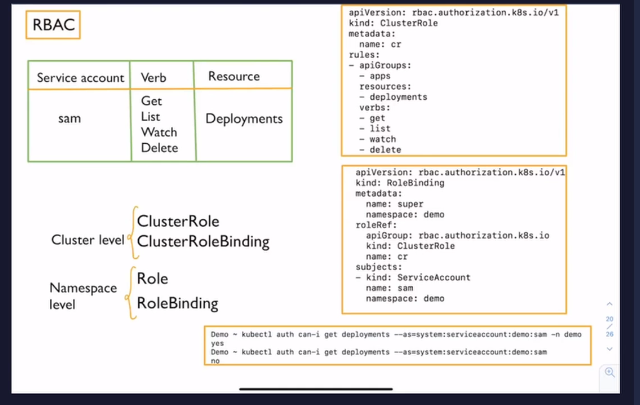 RBAC
Service account Verb Resource
sam
Get
List
Watch
Delete
Deployments
Cluster level
ClusterRole
ClusterRoleBinding
Namespace
level
Role
RoleBinding
apiVersion: rbac.authorization.k8s.io/v1
kind: ClusterRole
metadata:
  name: cr
rules:
- apiGroups:
  - apps
  resources:
  - deployments
  verbs:
  - get
  - list
  - watch
  - delete
apiVersion: rbac.authorization.k8s.io/v1
kind: RoleBinding
metadata:
  name: super
  namespace: demo
roleRef:
  apiGroup: rbac.authorization.k8s.io
  kind: ClusterRole
  name: cr
subjects:
- kind: ServiceAccount
  name: sam
  namespace: demo
Demo ~ kubectl auth can-i get deployments --as=system:serviceaccount:demo:sam -n demo
yes
Demo ~ kubectl auth can-i get deployments --as=system:serviceaccount:demo:sam
no
20
/
26